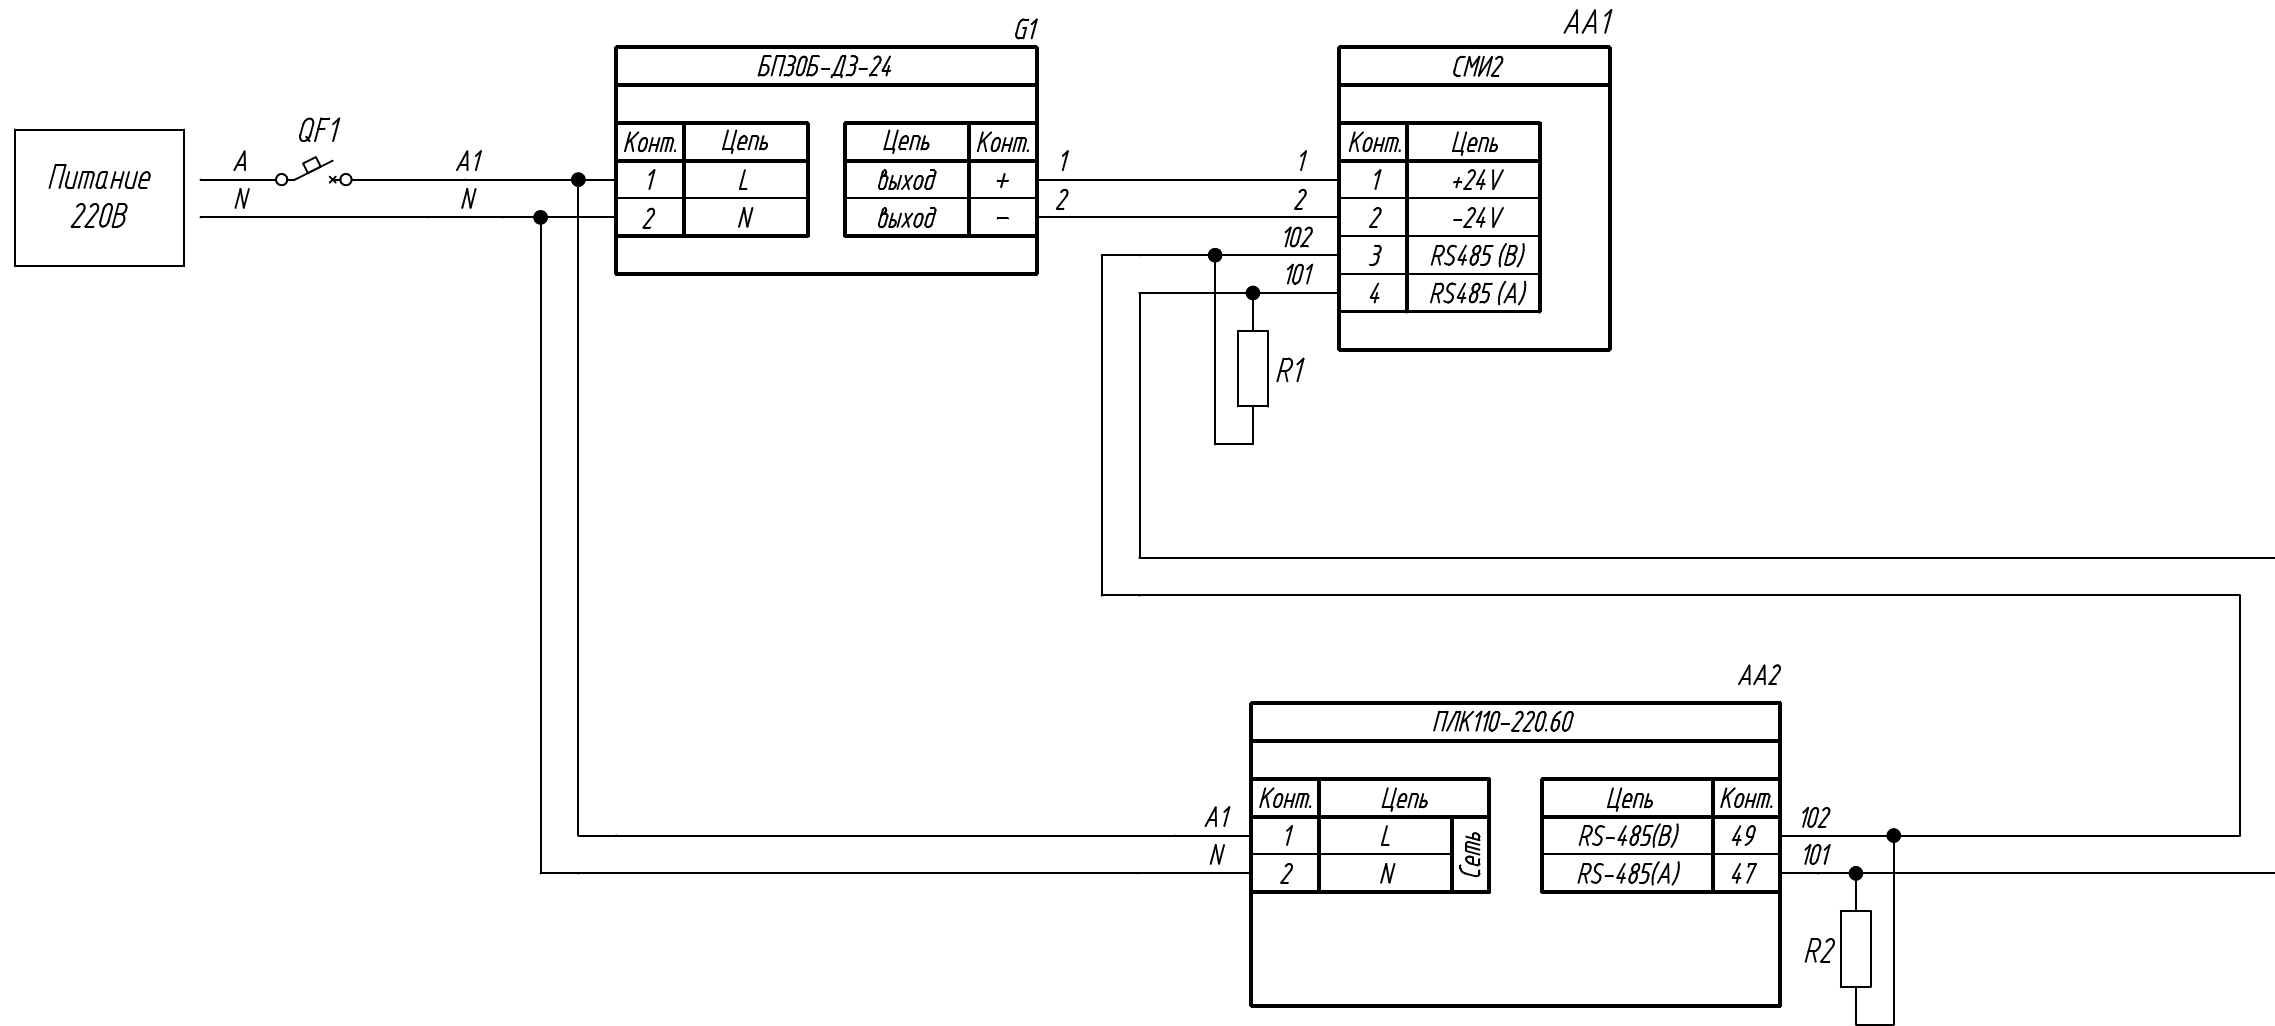 G1
AA1
БП30Б-Д3-24
СМИ2
QF1
Питание
220В
A
A1
N
N
Конт.
Цепь
1
L
2
N
Цепь
Конт.
выход
+
выход
-
1
1
2
2
102
101
Конт.
Цепь
1
+24V
2
-24V
3
RS485 (B)
4
RS485 (A)
R1
AA2
ПЛК110-220.60
A1
N
Конт.
Цепь
1
L
2
N
Сеть
Цепь
Конт.
RS-485(B)
49
RS-485(A)
47
102
101
R2